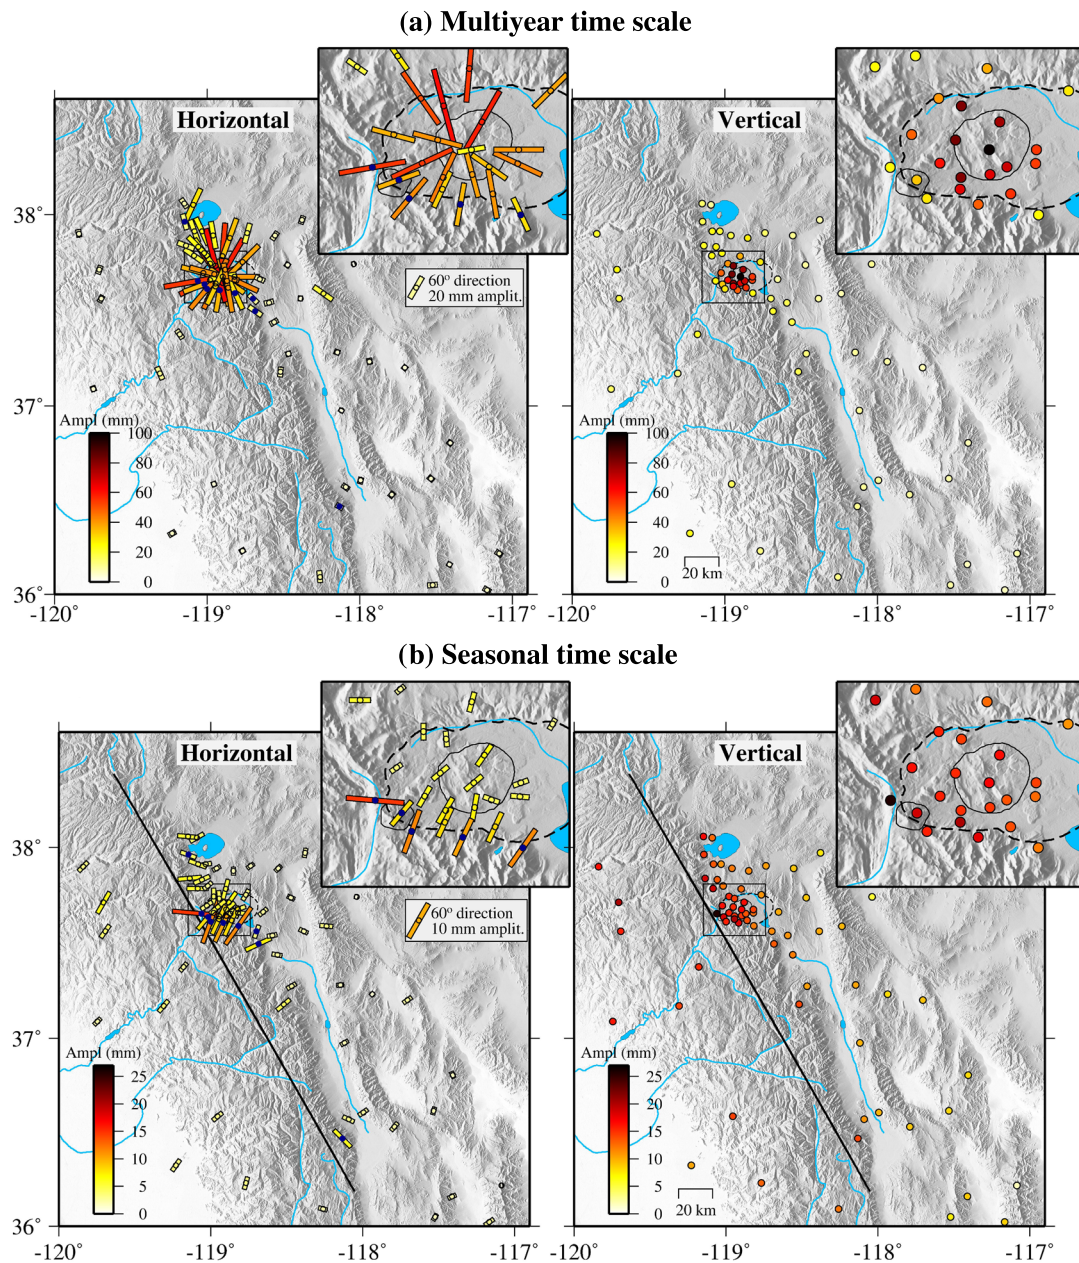 (a) Multiyear time scale
Horizontal
Vertical
38°
37°
36°
60° direction
20 mm amplit.
Ampl (mm)
100
80
60
40
20
0
Ampl (mm)
100
80
60
40
20
0
20 km
-120
-119°
-118°
-117°
-120°
-119°
-118°
-117°
(b) Seasonal time scale
Horizontal
Vertical
38°
37°
36°
60° direction
10 mm amplit.
Ampl (mm)
25
20
15
10
5
0
Ampl (mm)
25
20
15
10
5
0
20 km
-120°
-119°
-118°
-117°
-120°
-119°
-118°
-117°